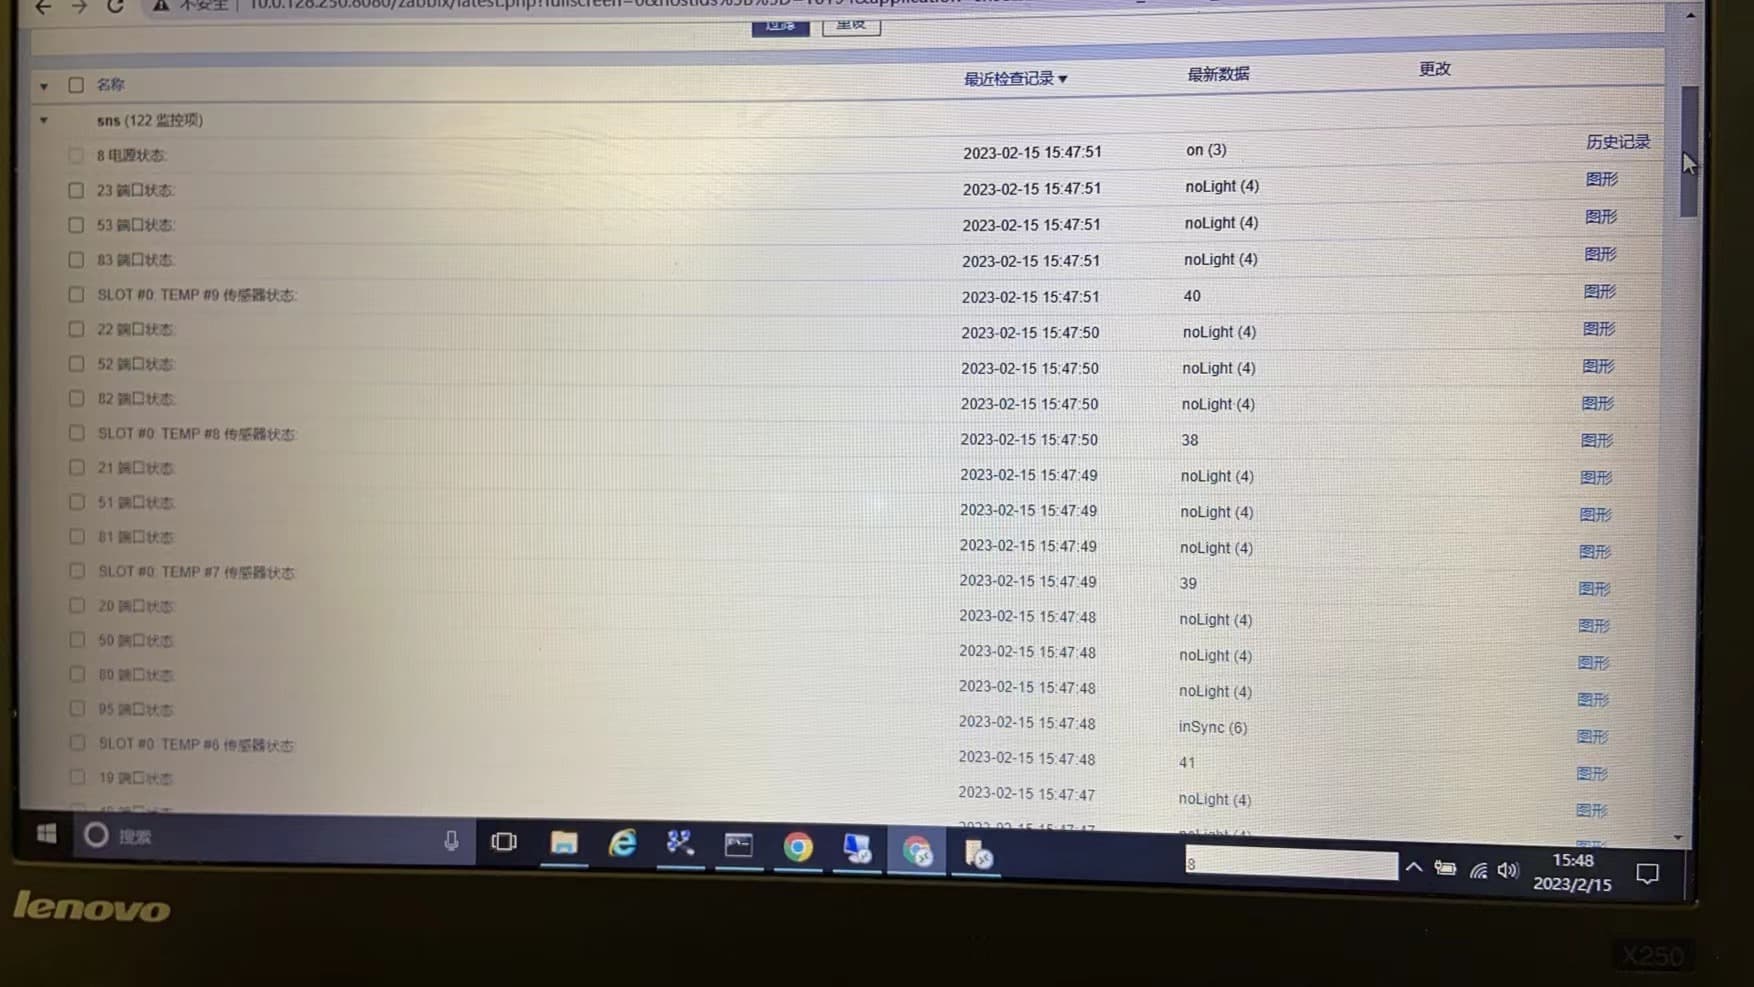 不安全 10.0.128.250:8080/zabbix/latest.php?fullscreen=0&hostids%5B%5D=
过滤 重设
名称 最近检查记录▼ 最新数据 更改
sns (122 监控项)
8 电源状态: 2023-02-15 15:47:51 on (3) 历史记录
23 端口状态: 2023-02-15 15:47:51 noLight (4) 图形
53 端口状态: 2023-02-15 15:47:51 noLight (4) 图形
83 端口状态: 2023-02-15 15:47:51 noLight (4) 图形
SLOT #0: TEMP #9 传感器状态: 2023-02-15 15:47:51 40 图形
22 端口状态: 2023-02-15 15:47:50 noLight (4) 图形
52 端口状态: 2023-02-15 15:47:50 noLight (4) 图形
82 端口状态: 2023-02-15 15:47:50 noLight (4) 图形
SLOT #0: TEMP #8 传感器状态: 2023-02-15 15:47:50 38 图形
21 端口状态: 2023-02-15 15:47:49 noLight (4) 图形
51 端口状态: 2023-02-15 15:47:49 noLight (4) 图形
81 端口状态: 2023-02-15 15:47:49 noLight (4) 图形
SLOT #0: TEMP #7 传感器状态: 2023-02-15 15:47:49 39 图形
20 端口状态: 2023-02-15 15:47:48 noLight (4) 图形
50 端口状态: 2023-02-15 15:47:48 noLight (4) 图形
80 端口状态: 2023-02-15 15:47:48 noLight (4) 图形
95 端口状态: 2023-02-15 15:47:48 inSync (6) 图形
SLOT #0: TEMP #6 传感器状态: 2023-02-15 15:47:48 41 图形
19 端口状态: 2023-02-15 15:47:47 noLight (4) 图形
搜索 8 15:48
2023/2/15
lenovo
X250